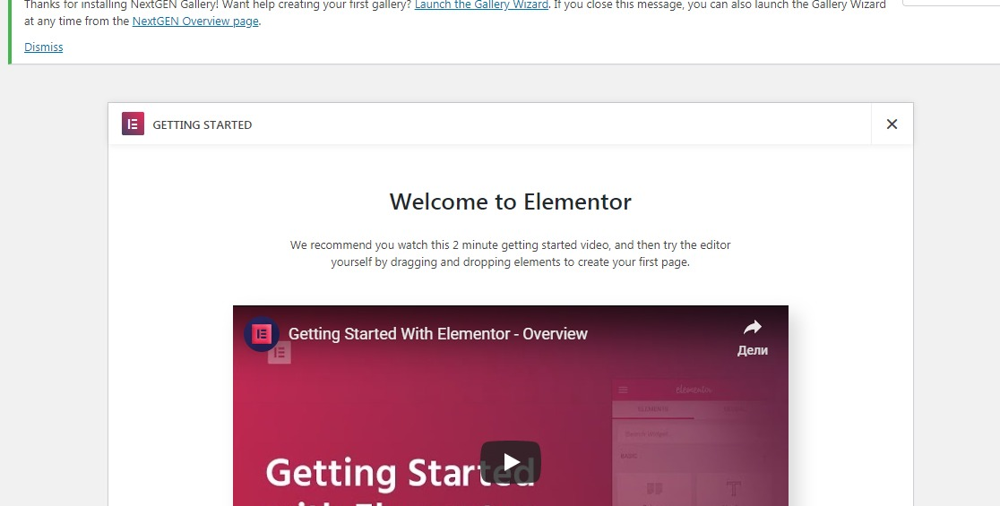 Thanks for installing NextGEN Gallery! Want help creating your first gallery? Launch the Gallery Wizard. If you close this message, you can also launch the Gallery Wizard
at any time from the NextGEN Overview page.
Dismiss
GETTING STARTED
Welcome to Elementor
We recommend you watch this 2 minute getting started video, and then try the editor
yourself by dragging and dropping elements to create your first page.
Getting Started With Elementor - Overview
Дели
elementor
ELEMENTS
Search Widget...
BASIC
Getting Started